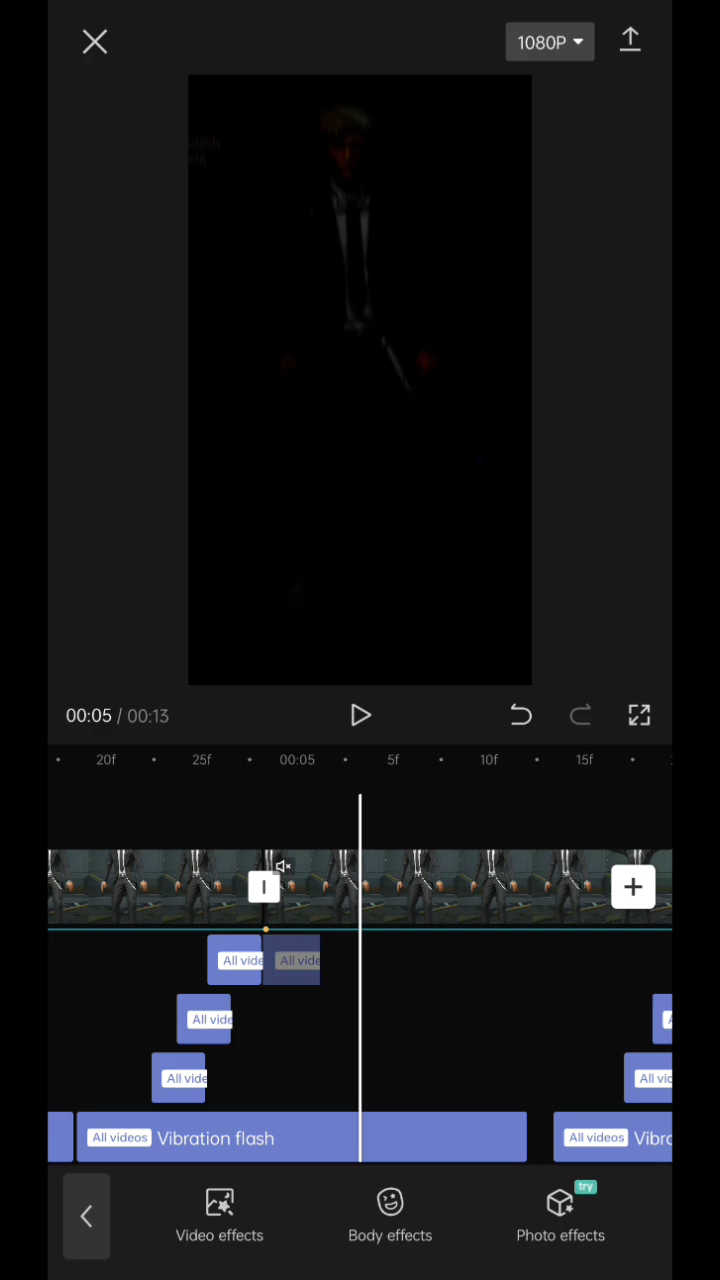 1080P
00:05 / 00:13
20f 25f 00:05 5f 10f 15f
All vide All vide
All vide
All vide All vid
All videos Vibration flash All videos Vibra
try
Video effects Body effects Photo effects